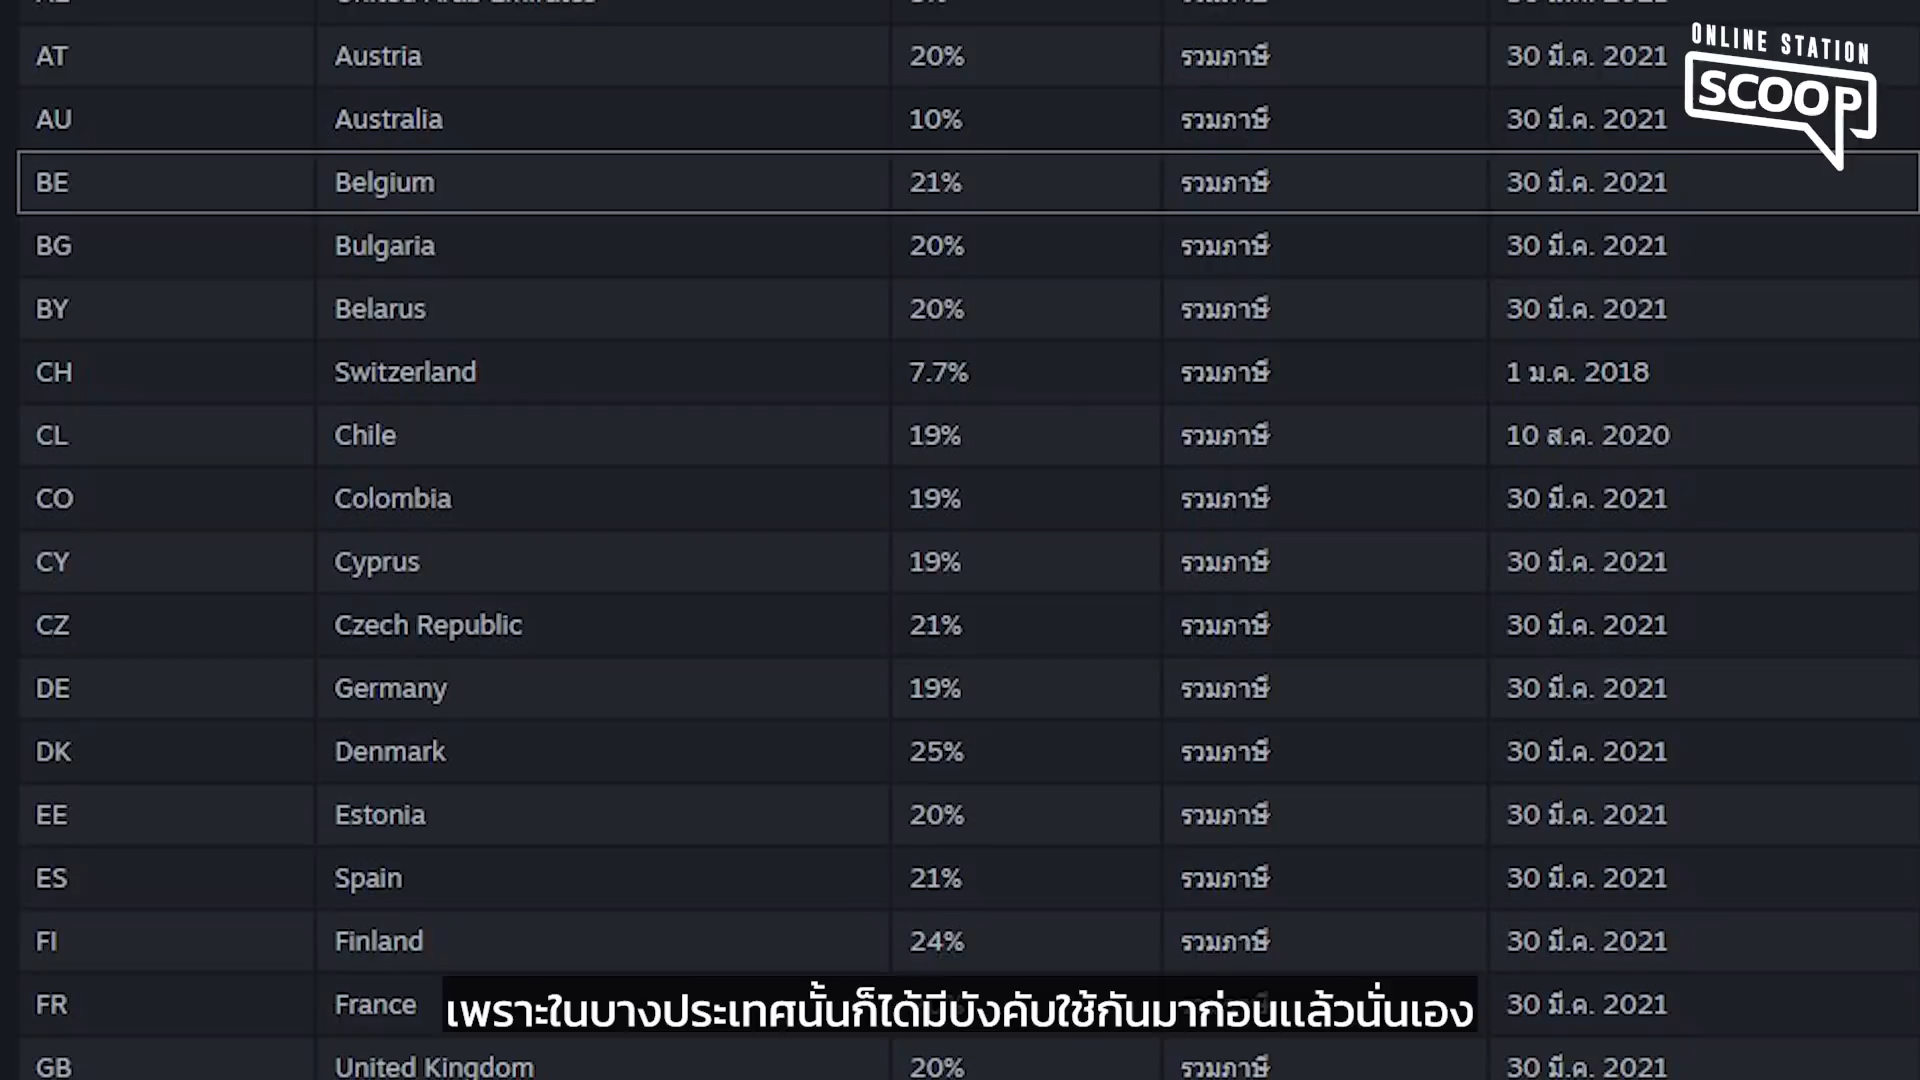 ONLINE STATION
SCOOP
United Arab Emirates
AT Austria 20% รวมภาษี 30 มี.ค. 2021
AU Australia 10% รวมภาษี 30 มี.ค. 2021
BE Belgium 21% รวมภาษี 30 มี.ค. 2021
BG Bulgaria 20% รวมภาษี 30 มี.ค. 2021
BY Belarus 20% รวมภาษี 30 มี.ค. 2021
CH Switzerland 7.7% รวมภาษี 1 ม.ค. 2018
CL Chile 19% รวมภาษี 10 ส.ค. 2020
CO Colombia 19% รวมภาษี 30 มี.ค. 2021
CY Cyprus 19% รวมภาษี 30 มี.ค. 2021
CZ Czech Republic 21% รวมภาษี 30 มี.ค. 2021
DE Germany 19% รวมภาษี 30 มี.ค. 2021
DK Denmark 25% รวมภาษี 30 มี.ค. 2021
EE Estonia 20% รวมภาษี 30 มี.ค. 2021
ES Spain 21% รวมภาษี 30 มี.ค. 2021
FI Finland 24% รวมภาษี 30 มี.ค. 2021
FR France 30 มี.ค. 2021
เพราะในบางประเทศนั้นก็ได้มีบังคับใช้กันมาก่อนแล้วนั่นเอง
GB United Kingdom 20% รวมภาษี 30 มี.ค. 2021